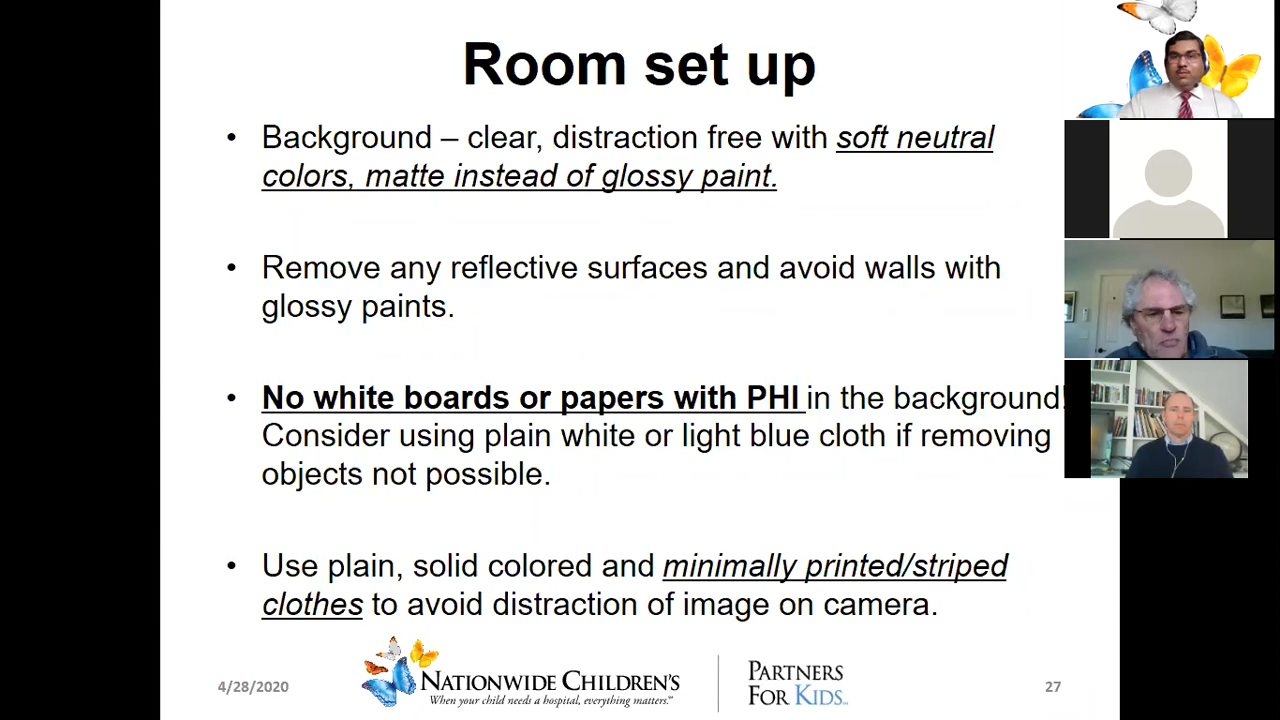 Room set up
• Background – clear, distraction free with soft neutral
colors, matte instead of glossy paint.
• Remove any reflective surfaces and avoid walls with
glossy paints.
• No white boards or papers with PHI in the background!
Consider using plain white or light blue cloth if removing
objects not possible.
• Use plain, solid colored and minimally printed/striped
clothes to avoid distraction of image on camera.
4/28/2020
NATIONWIDE CHILDREN'S
When your child needs a hospital, everything matters.™
PARTNERS
FOR KIDS
27